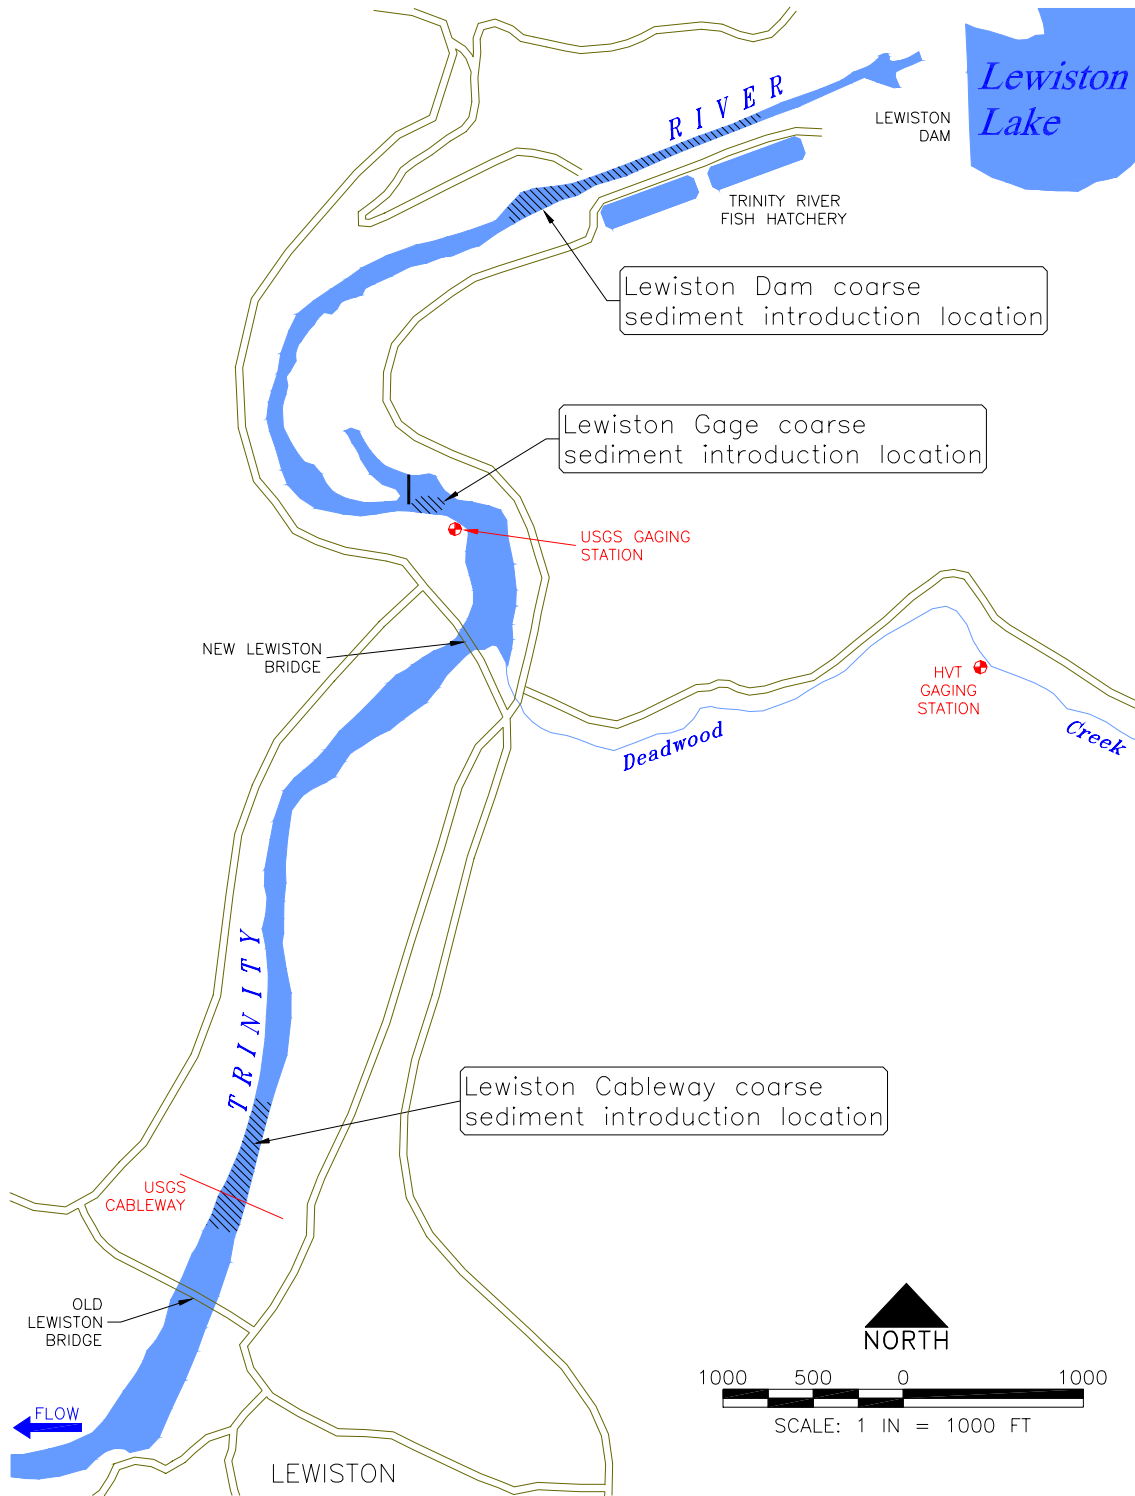 Lewiston
Lake
RIVER
LEWISTON
DAM
TRINITY RIVER
FISH HATCHERY
Lewiston Dam coarse
sediment introduction location
Lewiston Gage coarse
sediment introduction location
USGS GAGING
STATION
NEW LEWISTON
BRIDGE
HVT
GAGING
STATION
Deadwood
Creek
TRINITY
Lewiston Cableway coarse
sediment introduction location
USGS
CABLEWAY
OLD
LEWISTON
BRIDGE
NORTH
1000 500 0 1000
SCALE: 1 IN = 1000 FT
FLOW
LEWISTON